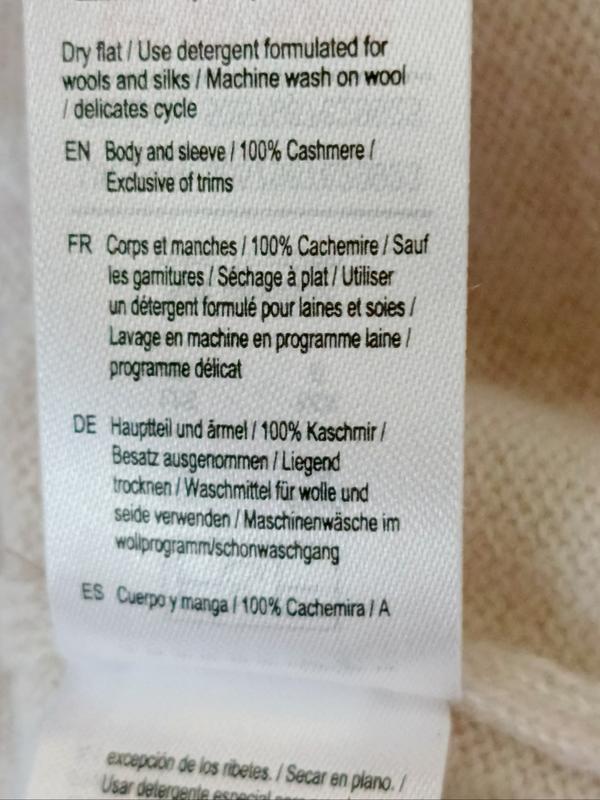 Dry flat / Use detergent formulated for
wools and silks / Machine wash on wool
/ delicates cycle
EN Body and sleeve / 100% Cashmere /
Exclusive of trims
FR Corps et manches / 100% Cachemire / Sauf
les garnitures / Séchage à plat / Utiliser
un détergent formulé pour laines et soies /
Lavage en machine en programme laine /
programme délicat
DE Hauptteil und ärmel / 100% Kaschmir /
Besatz ausgenommen / Liegend
trocknen / Waschmittel für wolle und
seide verwenden / Maschinenwäsche im
wollprogramm/schonwaschgang
ES Cuerpo y manga / 100% Cachemira / A
excepción de los ribetes. / Secar en plano. /
Usar detergente especial